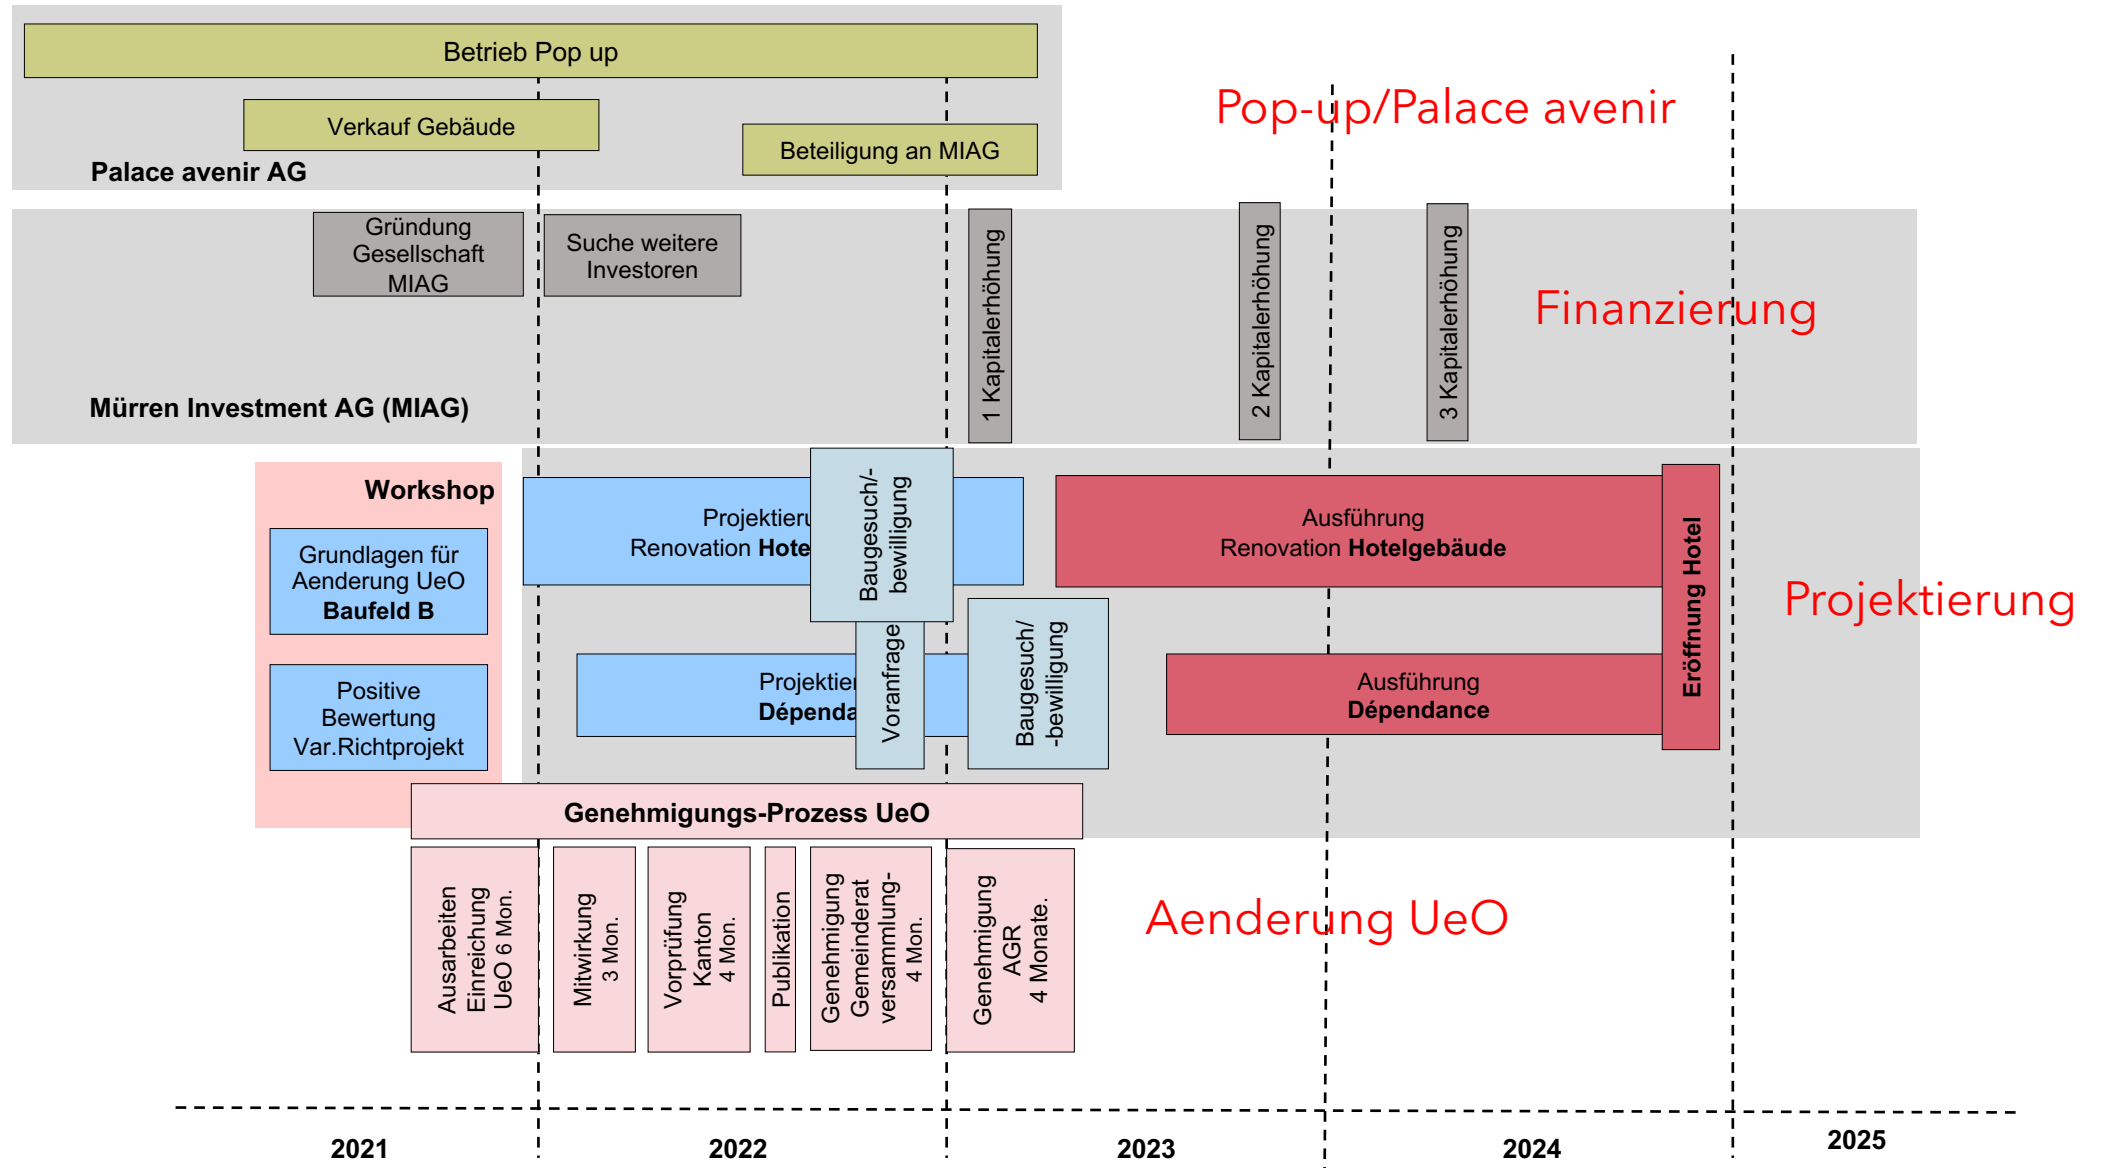 Betrieb Pop up
Verkauf Gebäude
Beteiligung an MIAG
Palace avenir AG
Pop-up/Palace avenir
Gründung
Gesellschaft
MIAG
Suche weitere
Investoren
1 Kapitalerhöhung
2 Kapitalerhöhung
3 Kapitalerhöhung
Finanzierung
Mürren Investment AG (MIAG)
Workshop
Grundlagen für
Aenderung UeO
Baufeld B
Positive
Bewertung
Var.Richtprojekt
Projektieru
Renovation Hote
Baugesuch/-
bewilligung
Ausführung
Renovation Hotelgebäude
Eröffnung Hotel
Projektierung
Projektier
Dépenda
Voranfrage
Baugesuch/
-bewilligung
Ausführung
Dépendance
Genehmigungs-Prozess UeO
Ausarbeiten
Einreichung
UeO 6 Mon.
Mitwirkung
3 Mon.
Vorprüfung
Kanton
4 Mon.
Publikation
Genehmigung
Gemeinderat
versammlung-
4 Mon.
Genehmigung
AGR
4 Monate.
Aenderung UeO
2021
2022
2023
2024
2025